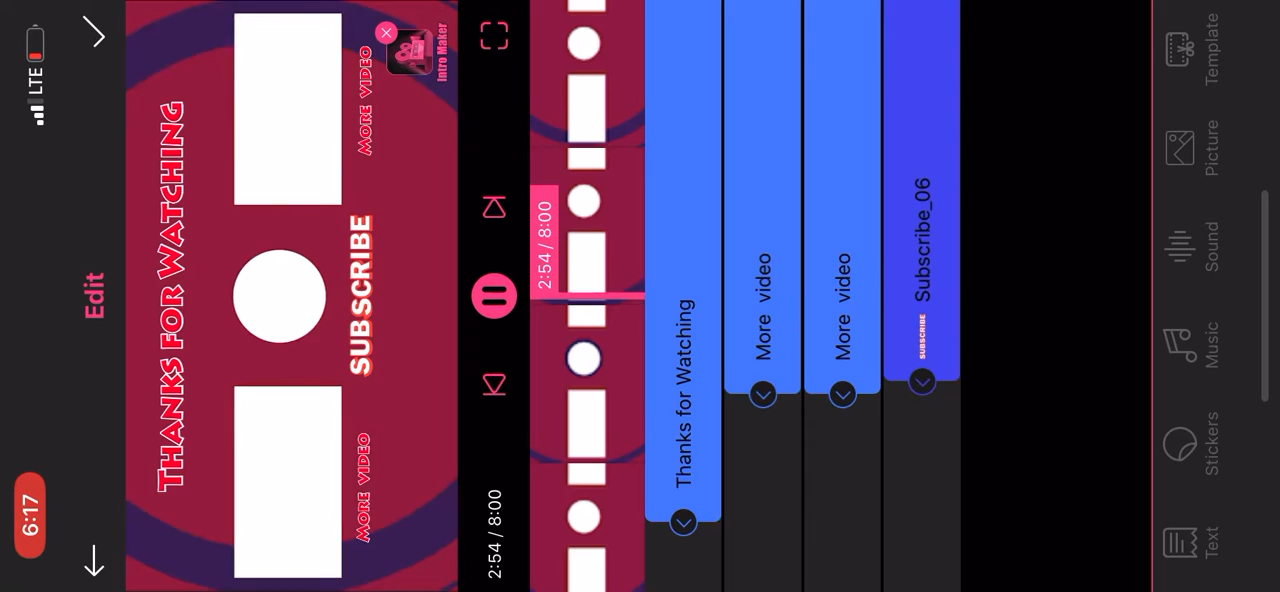 6:17
LTE
Edit
THANKS FOR WATCHING
MORE VIDEO
SUBSCRIBE
MORE VIDEO
Intro Maker
2:54 / 8:00
2:54 / 8:00
Thanks for Watching
More video
More video
SUBSCRIBE
Subscribe_06
Text
Stickers
Music
Sound
Picture
Template